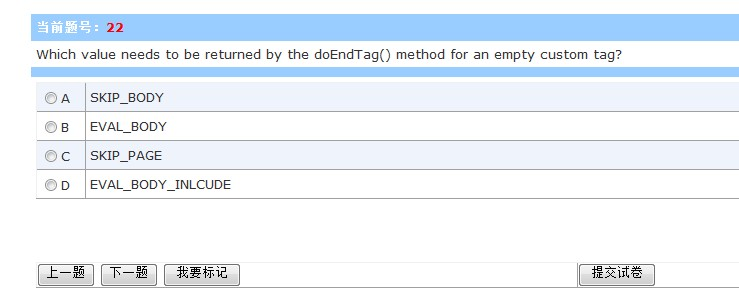 当前题号：22
Which value needs to be returned by the doEndTag() method for an empty custom tag?
A SKIP_BODY
B EVAL_BODY
C SKIP_PAGE
D EVAL_BODY_INLCUDE
上一题 下一题 我要标记 提交试卷